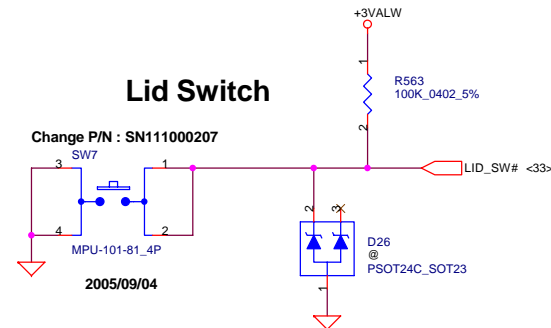 +3VALW
1
R563
100K_0402_5%
2
Lid Switch
Change P/N : SN111000207
SW7
3
1
4
2
MPU-101-81_4P
2005/09/04
LID_SW# <33>
2
3
D26
@
PSOT24C_SOT23
1